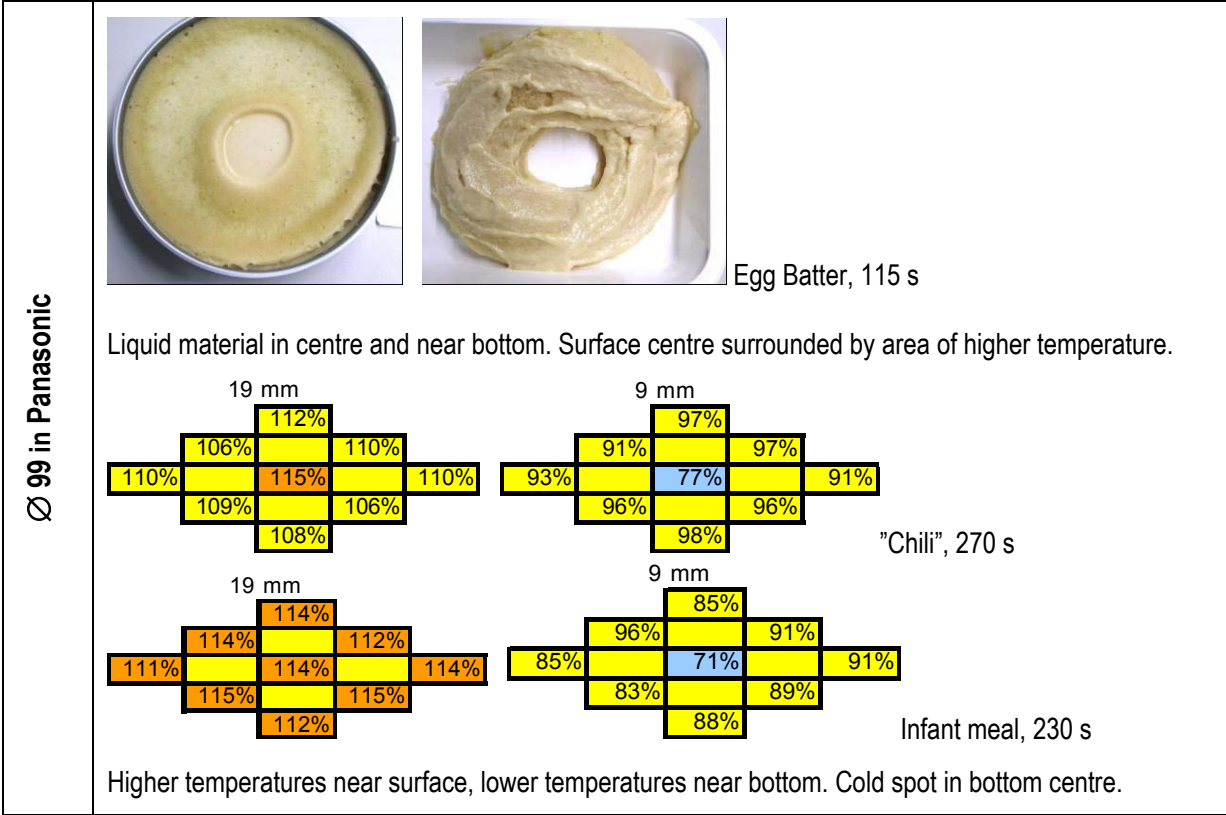 Ø 99 in Panasonic
Egg Batter, 115 s
Liquid material in centre and near bottom. Surface centre surrounded by area of higher temperature.
19 mm
112%
106% 110%
110% 115% 110%
109% 106%
108%
9 mm
97%
91% 97%
93% 77% 91%
96% 96%
98%
”Chili”, 270 s
19 mm
114%
114% 112%
111% 114% 114%
115% 115%
112%
9 mm
85%
96% 91%
85% 71% 91%
83% 89%
88%
Infant meal, 230 s
Higher temperatures near surface, lower temperatures near bottom. Cold spot in bottom centre.